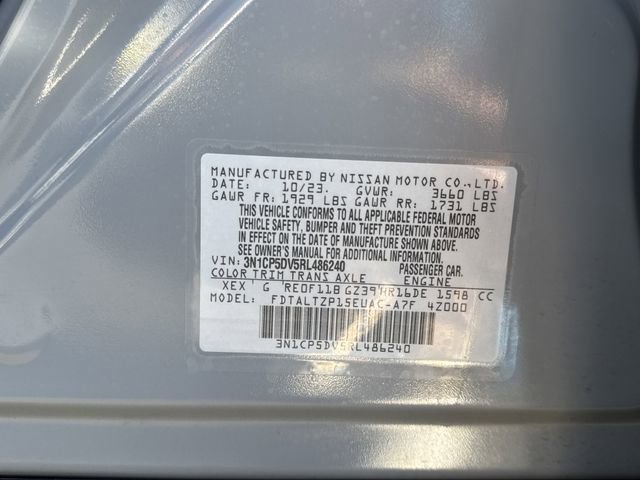 MANUFACTURED BY NISSAN MOTOR CO., LTD.
DATE: 10/23. GVWR: 3660 LBS
GAWR FR: 1929 LBS GAWR RR: 1731 LBS
THIS VEHICLE CONFORMS TO ALL APPLICABLE FEDERAL MOTOR
VEHICLE SAFETY, BUMPER AND THEFT PREVENTION STANDARDS
IN EFFECT ON THE DATE OF MANUFACTURE SHOWN ABOVE.
SEE OWNER'S MANUAL FOR ADDITIONAL INFORMATION.
VIN: 3N1CP5DV5RL486240 PASSENGER CAR.
COLOR TRIM TRANS AXLE ENGINE
XEX G RE0F11B GZ39 HR16DE 1598 CC
MODEL: FDTALTZP15EUAC-A7F 4Z000
3N1CP5DV5RL486240